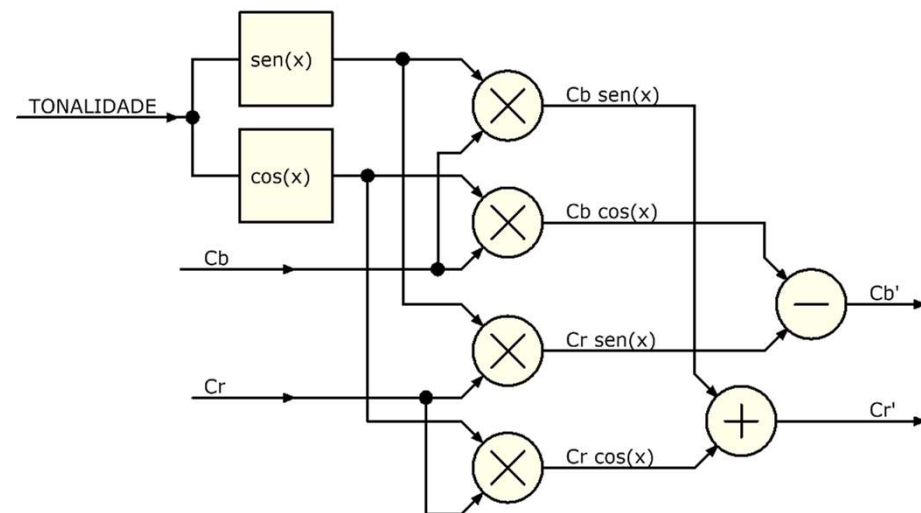 sen(x)
TONALIDADE
cos(x)
Cb sen(x)
Cb cos(x)
Cb
Cb'
Cr sen(x)
Cr
Cr'
Cr cos(x)